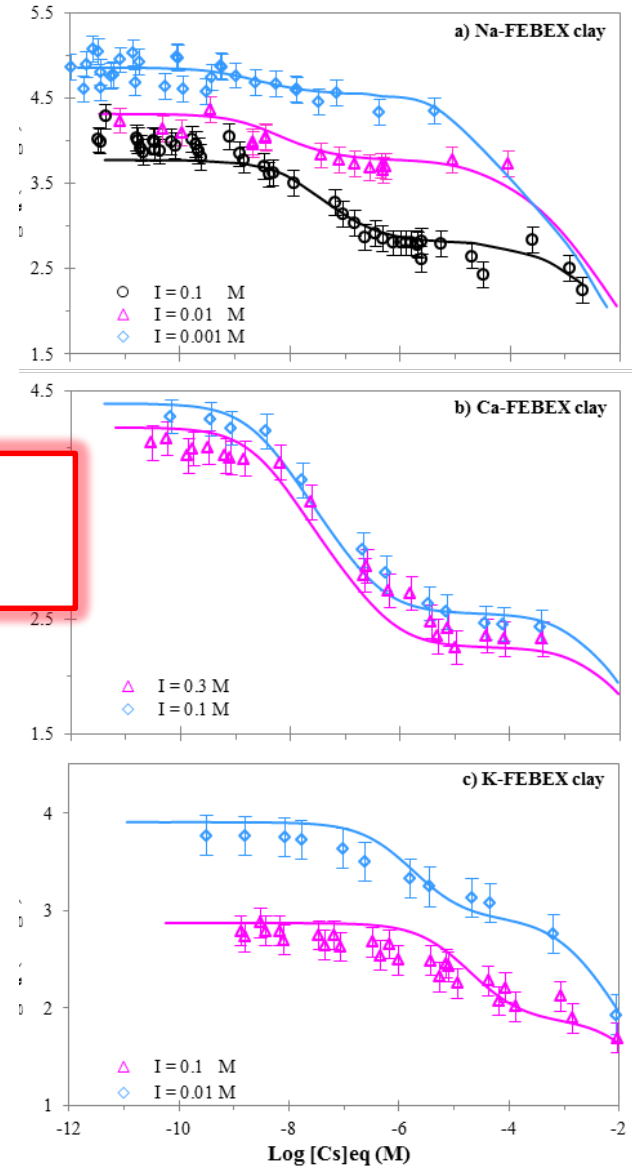 5.5
a) Na-FEBEX clay
4.5
3.5
2.5
I = 0.1 M
I = 0.01 M
I = 0.001 M
1.5
4.5
b) Ca-FEBEX clay
2.5
I = 0.3 M
I = 0.1 M
1.5
c) K-FEBEX clay
4
3
2
I = 0.1 M
I = 0.01 M
1
-12 -10 -8 -6 -4 -2
Log [Cs]eq (M)